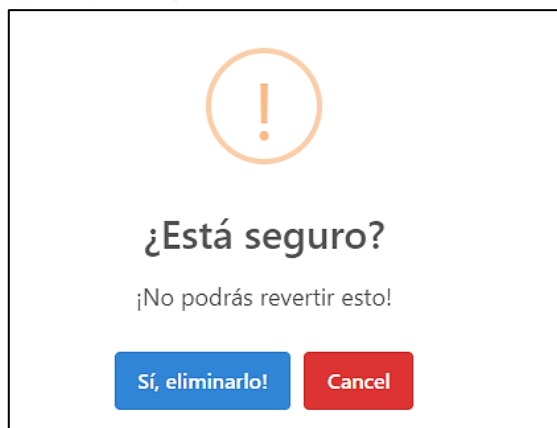 ¿Está seguro?
¡No podrás revertir esto!
Sí, eliminarlo! Cancel